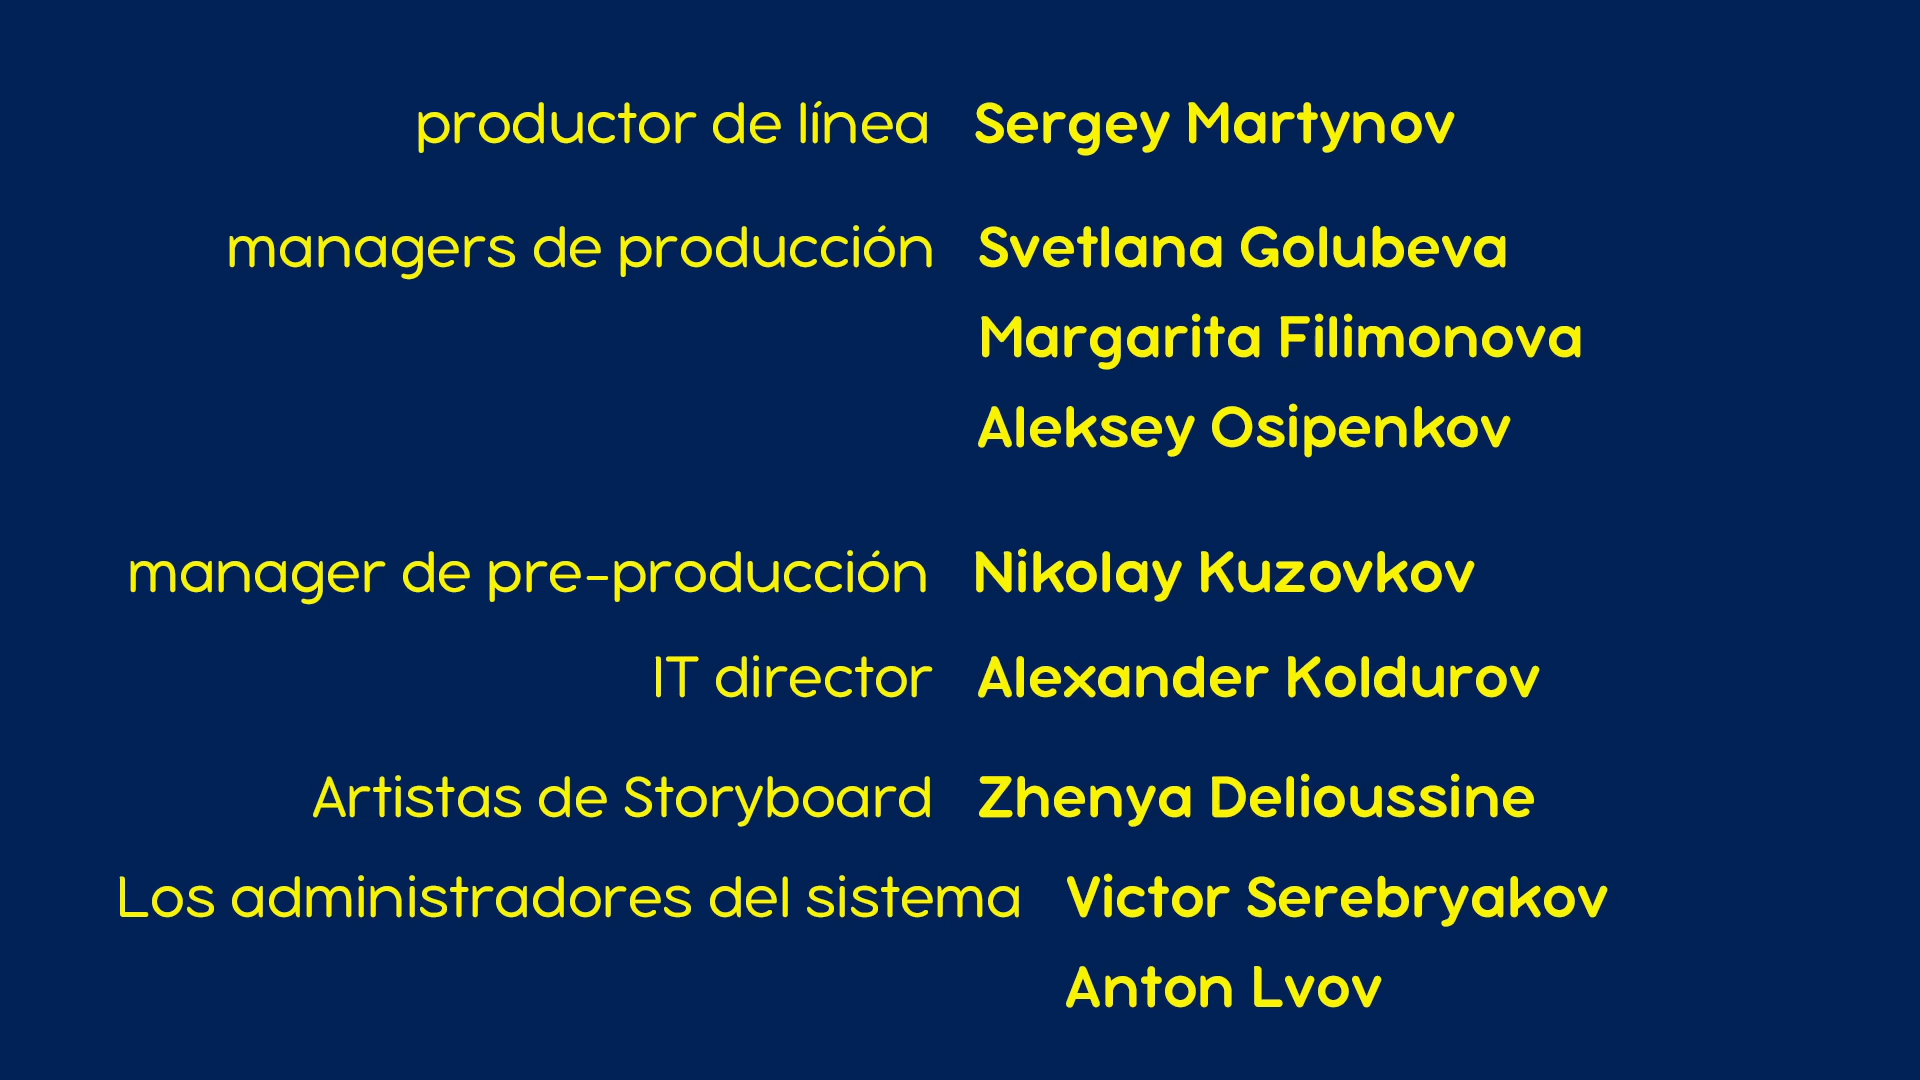 productor de línea Sergey Martynov
managers de producción Svetlana Golubeva
Margarita Filimonova
Aleksey Osipenkov
manager de pre-producción Nikolay Kuzovkov
IT director Alexander Koldurov
Artistas de Storyboard Zhenya Delioussine
Los administradores del sistema Victor Serebryakov
Anton Lvov